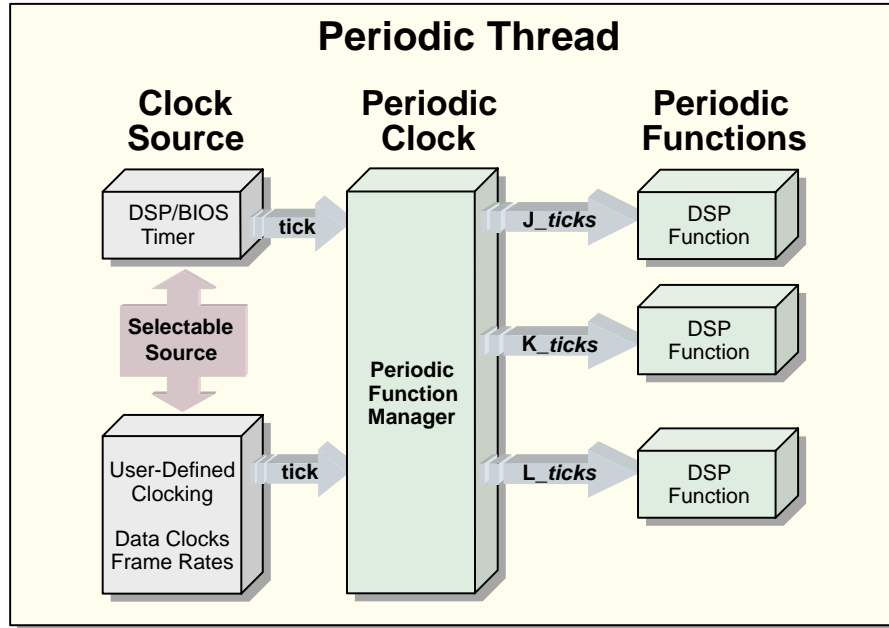 Periodic Thread
Clock
Source
Periodic
Clock
Periodic
Functions
DSP/BIOS
Timer
tick
J_ticks
DSP
Function
Selectable
Source
Periodic
Function
Manager
K_ticks
DSP
Function
User-Defined
Clocking
Data Clocks
Frame Rates
tick
L_ticks
DSP
Function